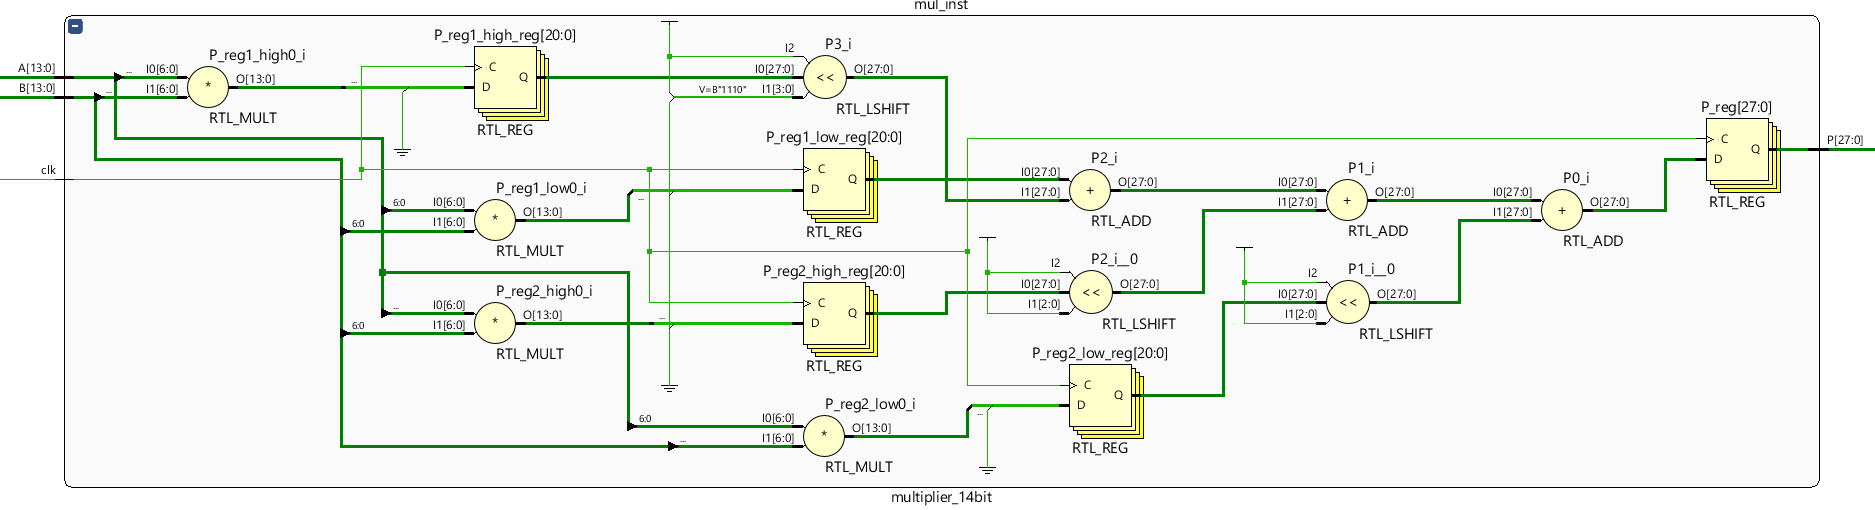 mul_inst
P_reg1_high_reg[20:0]
P_reg1_high0_i
A[13:0]
B[13:0]
...
...
I0[6:0]
I1[6:0]
*
O[13:0]
...
RTL_MULT
C
D
Q
RTL_REG
P3_i
I2
I0[27:0]
V=B"1110"
I1[3:0]
<<
O[27:0]
RTL_LSHIFT
P_reg[27:0]
C
D
Q
P[27:0]
RTL_REG
clk
P_reg1_low_reg[20:0]
C
D
Q
RTL_REG
P_reg1_low0_i
6:0
I0[6:0]
6:0
I1[6:0]
*
O[13:0]
...
RTL_MULT
P2_i
I0[27:0]
I1[27:0]
+
O[27:0]
RTL_ADD
P1_i
I0[27:0]
I1[27:0]
+
O[27:0]
RTL_ADD
P0_i
I0[27:0]
I1[27:0]
+
O[27:0]
RTL_ADD
P_reg2_high_reg[20:0]
C
D
Q
RTL_REG
P_reg2_high0_i
...
I0[6:0]
6:0
I1[6:0]
*
O[13:0]
...
RTL_MULT
P2_i__0
I2
I0[27:0]
I1[2:0]
<<
O[27:0]
RTL_LSHIFT
P1_i__0
I2
I0[27:0]
I1[2:0]
<<
O[27:0]
RTL_LSHIFT
P_reg2_low_reg[20:0]
C
D
Q
RTL_REG
P_reg2_low0_i
6:0
I0[6:0]
...
I1[6:0]
*
O[13:0]
...
RTL_MULT
multiplier_14bit